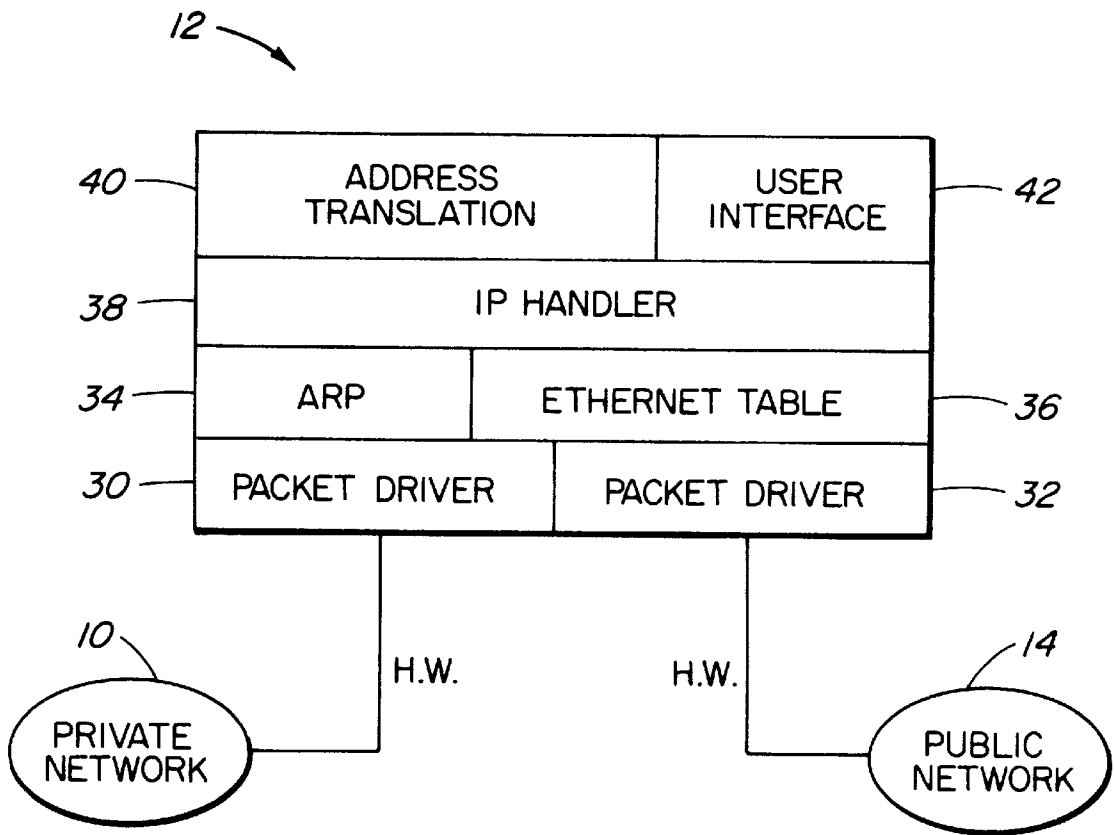 12
40
ADDRESS
TRANSLATION
USER
INTERFACE
42
38
IP HANDLER
34
ARP
ETHERNET TABLE
36
30
PACKET DRIVER
PACKET DRIVER
32
10
H.W.
H.W.
14
PRIVATE
NETWORK
PUBLIC
NETWORK